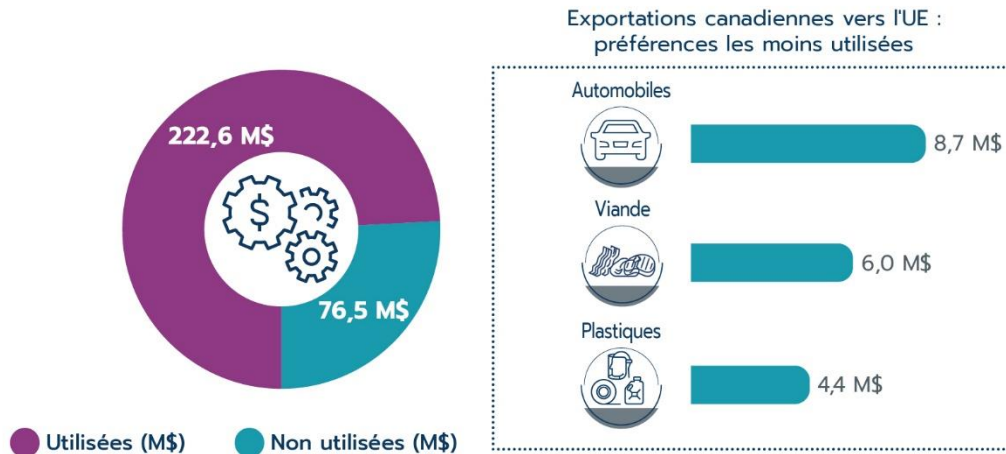 222,6 M$
$
76,5 M$
Utilisées (M$)
Non utilisées (M$)
Exportations canadiennes vers l'UE :
préférences les moins utilisées
Automobiles
8,7 M$
Viande
6,0 M$
Plastiques
4,4 M$